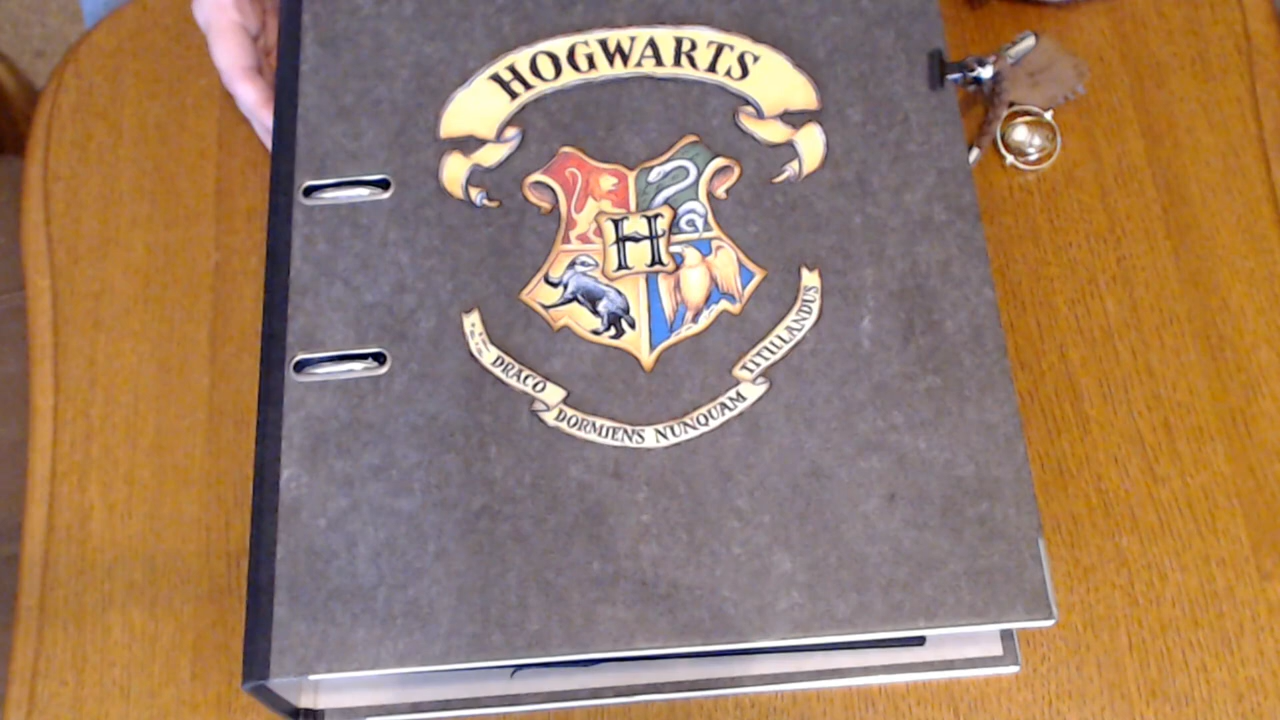 HOGWARTS
H
DRACO
DORMIENS NUNQUAM
TITILLANDUS